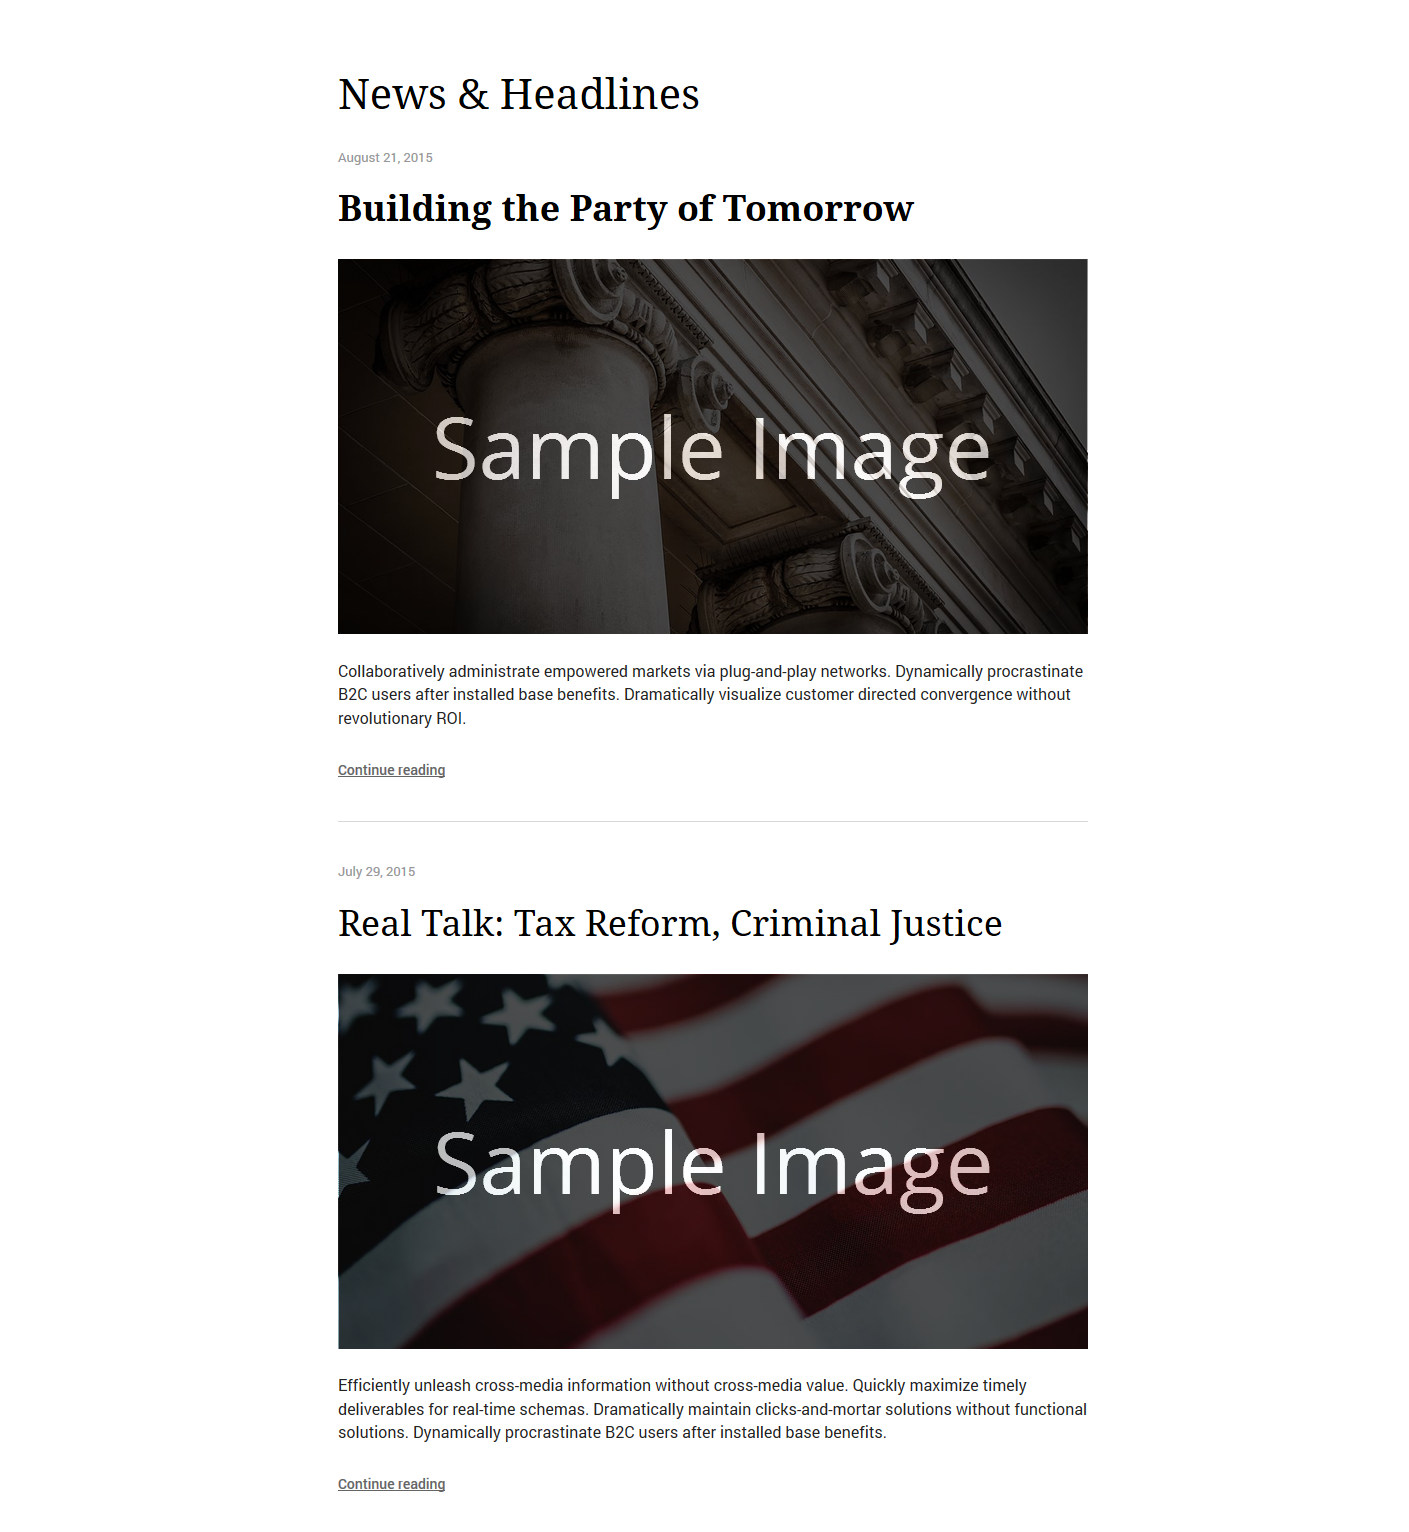 News & Headlines
August 21, 2015
Building the Party of Tomorrow
Sample Image
Collaboratively administrate empowered markets via plug-and-play networks. Dynamically procrastinate
B2C users after installed base benefits. Dramatically visualize customer directed convergence without
revolutionary ROI.
Continue reading
July 29, 2015
Real Talk: Tax Reform, Criminal Justice
Sample Image
Efficiently unleash cross-media information without cross-media value. Quickly maximize timely
deliverables for real-time schemas. Dramatically maintain clicks-and-mortar solutions without functional
solutions. Dynamically procrastinate B2C users after installed base benefits.
Continue reading